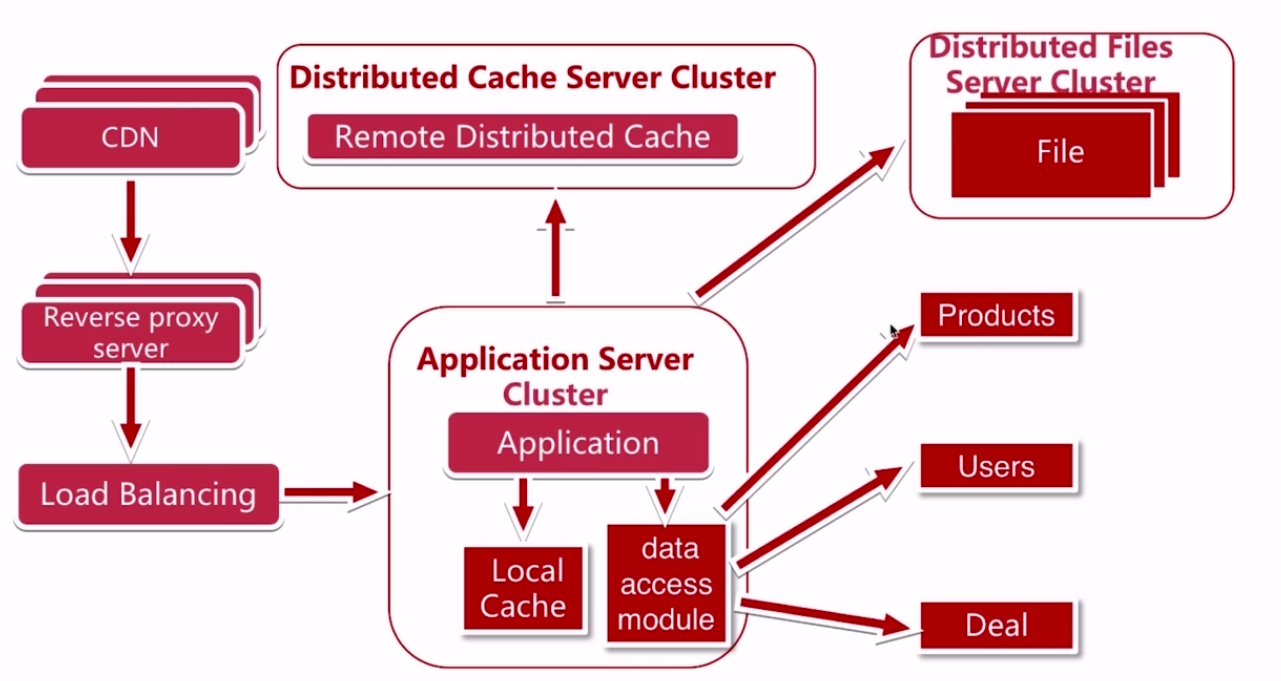 Distributed Cache Server Cluster
Remote Distributed Cache
Distributed Files
Server Cluster
File
CDN
Reverse proxy
server
Load Balancing
Application Server
Cluster
Application
Local
Cache
data
access
module
Products
Users
Deal